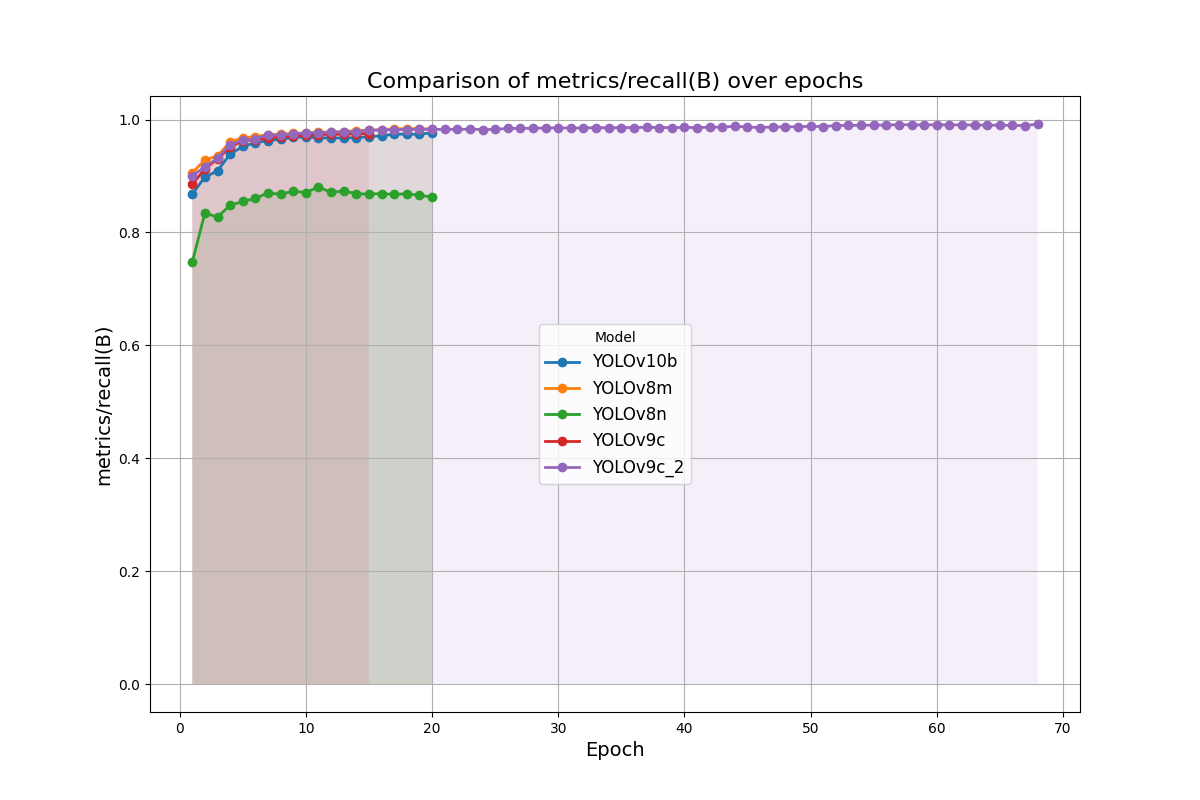 Comparison of metrics/recall(B) over epochs
metrics/recall(B)
1.0
0.8
0.6
0.4
0.2
0.0
Model
YOLOv10b
YOLOv8m
YOLOv8n
YOLOv9c
YOLOv9c_2
0 10 20 30 40 50 60 70
Epoch